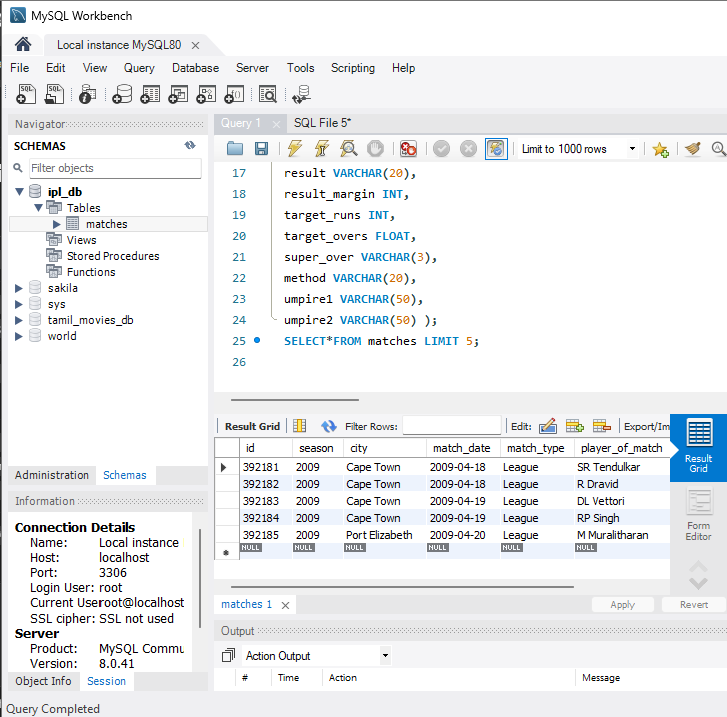 MySQL Workbench
Local instance MySQL80
File Edit View Query Database Server Tools Scripting Help
Navigator
SCHEMAS
Filter objects
ipl_db
Tables
matches
Views
Stored Procedures
Functions
sakila
sys
tamil_movies_db
world
Administration Schemas
Information
Connection Details
Name: Local instance
Host: localhost
Port: 3306
Login User: root
Current User root@localhost
SSL cipher: SSL not used
Server
Product: MySQL Commu
Version: 8.0.41
Object Info Session
Query 1 SQL File 5*
Limit to 1000 rows
17 result VARCHAR(20),
18 result_margin INT,
19 target_runs INT,
20 target_overs FLOAT,
21 super_over VARCHAR(3),
22 method VARCHAR(20),
23 umpire1 VARCHAR(50),
24 umpire2 VARCHAR(50) );
25 SELECT*FROM matches LIMIT 5;
26
Result Grid Filter Rows: Edit: Export/Im
id season city match_date match_type player_of_match
392181 2009 Cape Town 2009-04-18 League SR Tendulkar
392182 2009 Cape Town 2009-04-18 League R Dravid
392183 2009 Cape Town 2009-04-19 League DL Vettori
392184 2009 Cape Town 2009-04-19 League RP Singh
392185 2009 Port Elizabeth 2009-04-20 League M Muralitharan
NULL NULL NULL NULL NULL NULL
Result
Grid
Form
Editor
matches 1 Apply Revert
Output
Action Output
# Time Action Message
Query Completed